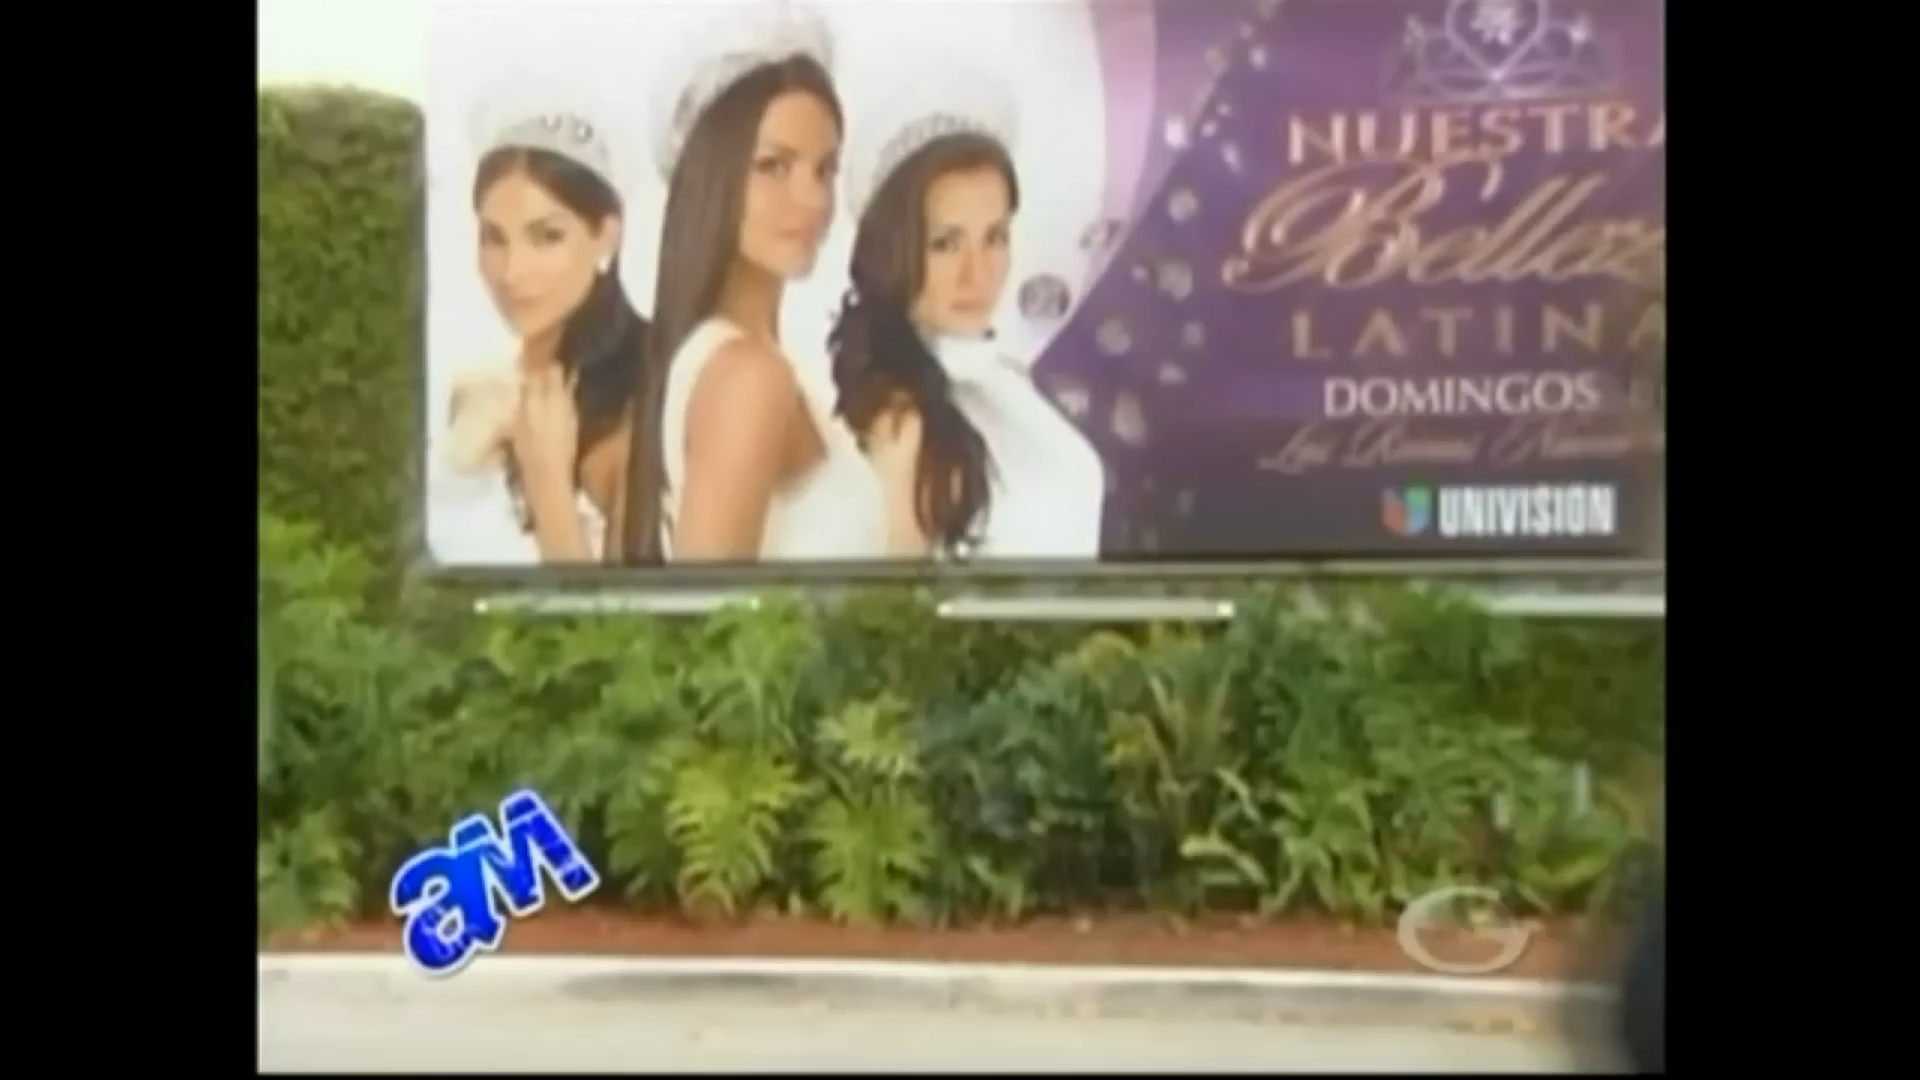 NUESTRA
Belleza
LATINA
DOMINGOS
UNIVISION
aM
G